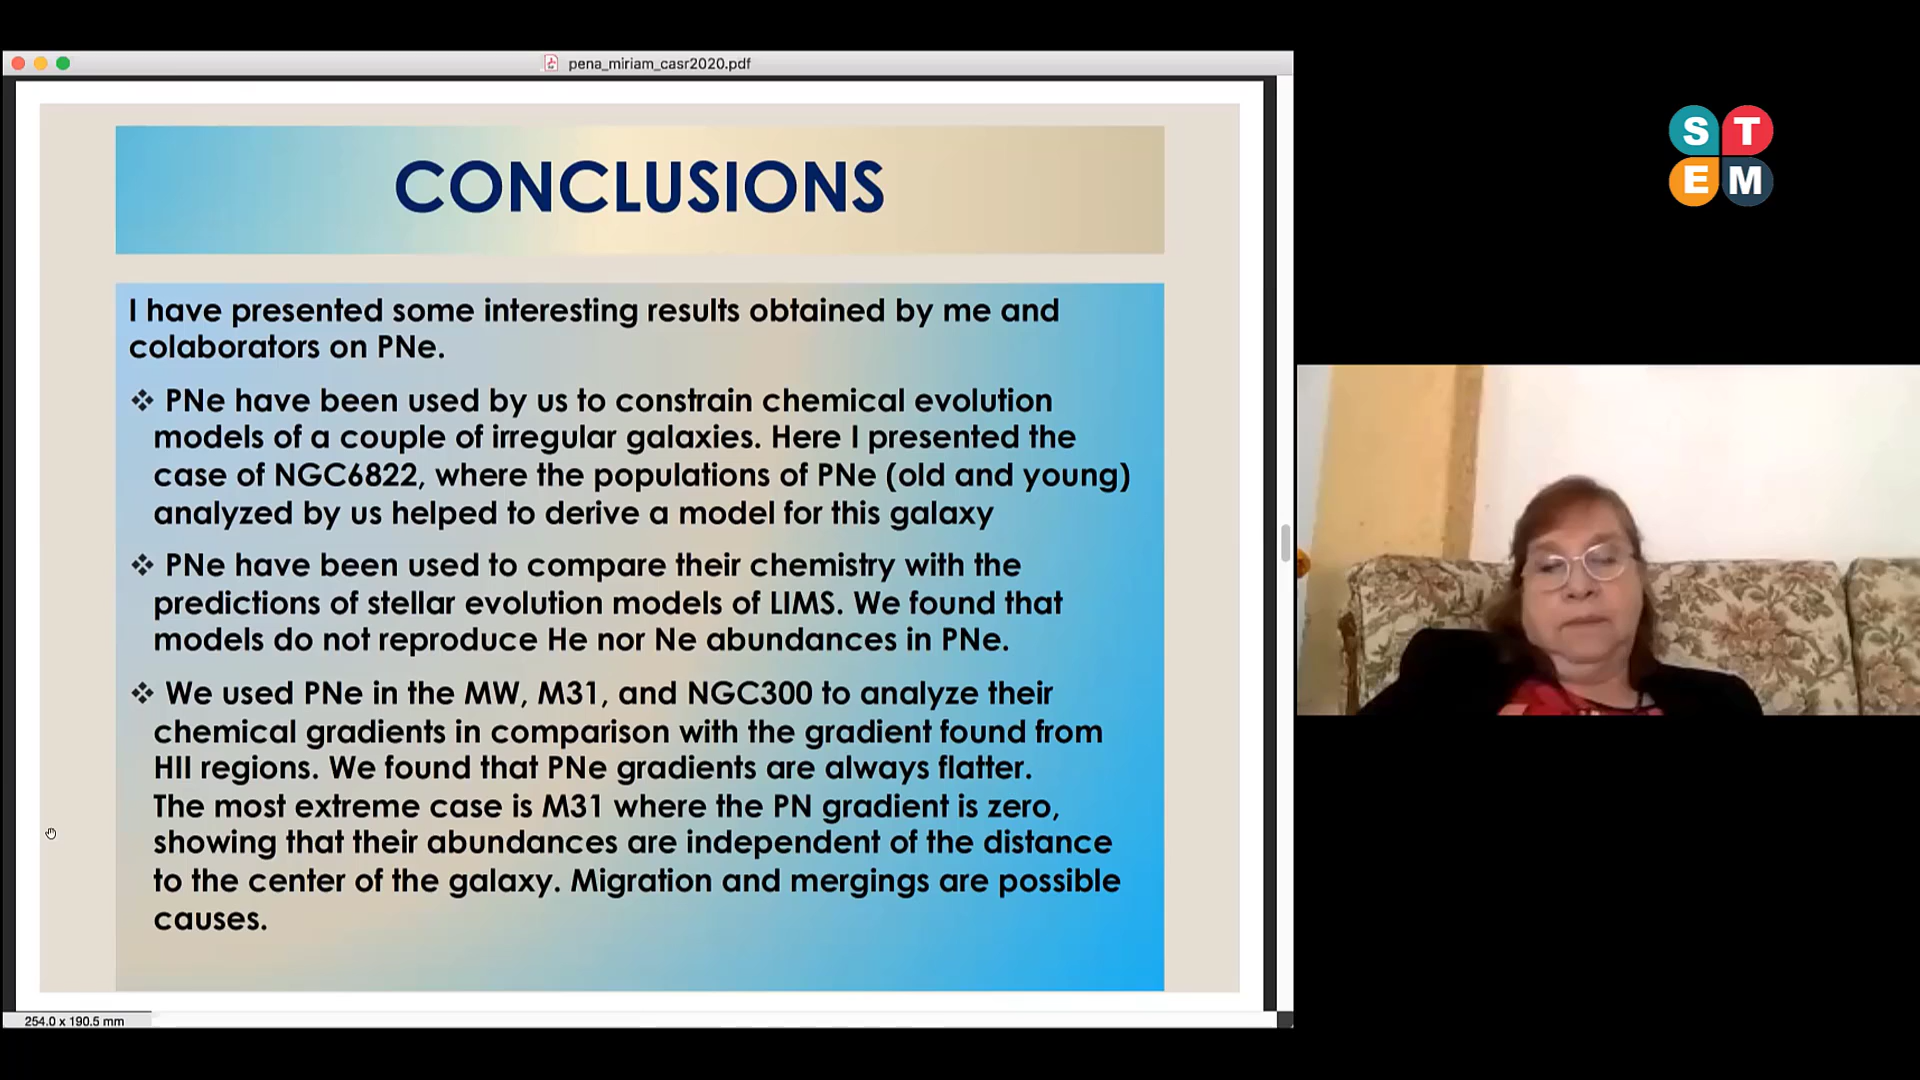 pena_miriam_casr2020.pdf
CONCLUSIONS
I have presented some interesting results obtained by me and
colaborators on PNe.
❖ PNe have been used by us to constrain chemical evolution
models of a couple of irregular galaxies. Here I presented the
case of NGC6822, where the populations of PNe (old and young)
analyzed by us helped to derive a model for this galaxy
❖ PNe have been used to compare their chemistry with the
predictions of stellar evolution models of LIMS. We found that
models do not reproduce He nor Ne abundances in PNe.
❖ We used PNe in the MW, M31, and NGC300 to analyze their
chemical gradients in comparison with the gradient found from
HII regions. We found that PNe gradients are always flatter.
The most extreme case is M31 where the PN gradient is zero,
showing that their abundances are independent of the distance
to the center of the galaxy. Migration and mergings are possible
causes.
254.0 x 190.5 mm
S T
E M